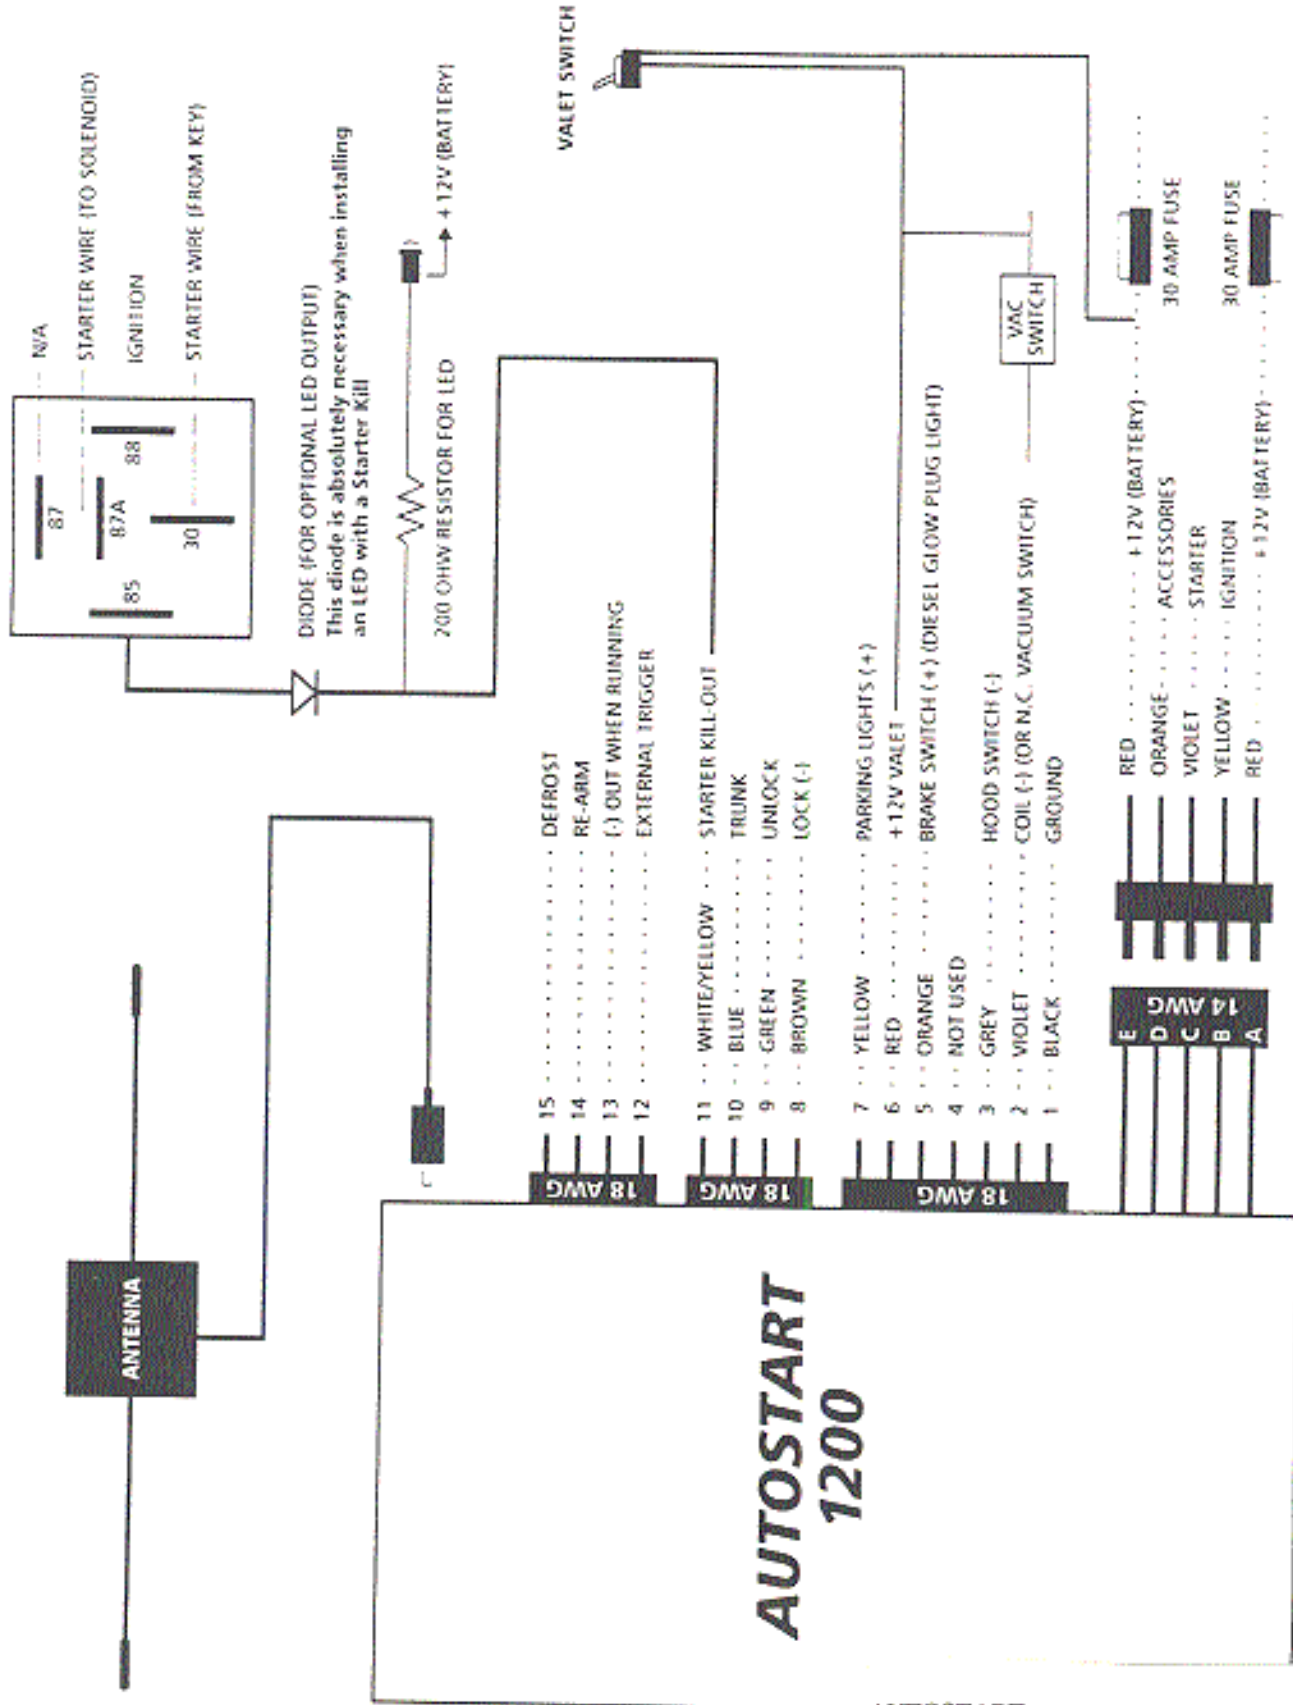 ANTENNA
87
87A
88
85
30
N/A
STARTER WIRE (TO SOLENOID)
IGNITION
STARTER WIRE (FROM KEY)
DIODE (FOR OPTIONAL LED OUTPUT)
This diode is absolutely necessary when installing
an LED with a Starter Kill
+12V (BATTERY)
200 OHW RESISTOR FOR LED
VALET SWITCH
18 AWG
15 DEFROST
14 RE-ARM
13 (-) OUT WHEN RUNNNING
12 EXTERNAL TRIGGER
18 AWG
11 WHITE/YELLOW STARTER KILL-OUT
10 BLUE TRUNK
9 GREEN UNLOCK
8 BROWN LOCK (-)
18 AWG
7 YELLOW PARKING LIGHTS (+)
6 RED +12V VALET
5 ORANGE BRAKE SWITCH (+) (DIESEL GLOW PLUG LIGHT)
4 NOT USED
3 GREY HOOD SWITCH (-)
2 VIOLET COIL (-) (OR N.C. VACUUM SWITCH)
1 BLACK GROUND
VAC
SWITCH
14 AWG
E RED +12V (BATTERY)
30 AMP FUSE
D ORANGE ACCESSORIES
C VIOLET STARTER
B YELLOW IGNITION
A RED +12V (BATTERY)
30 AMP FUSE
AUTOSTART
1200